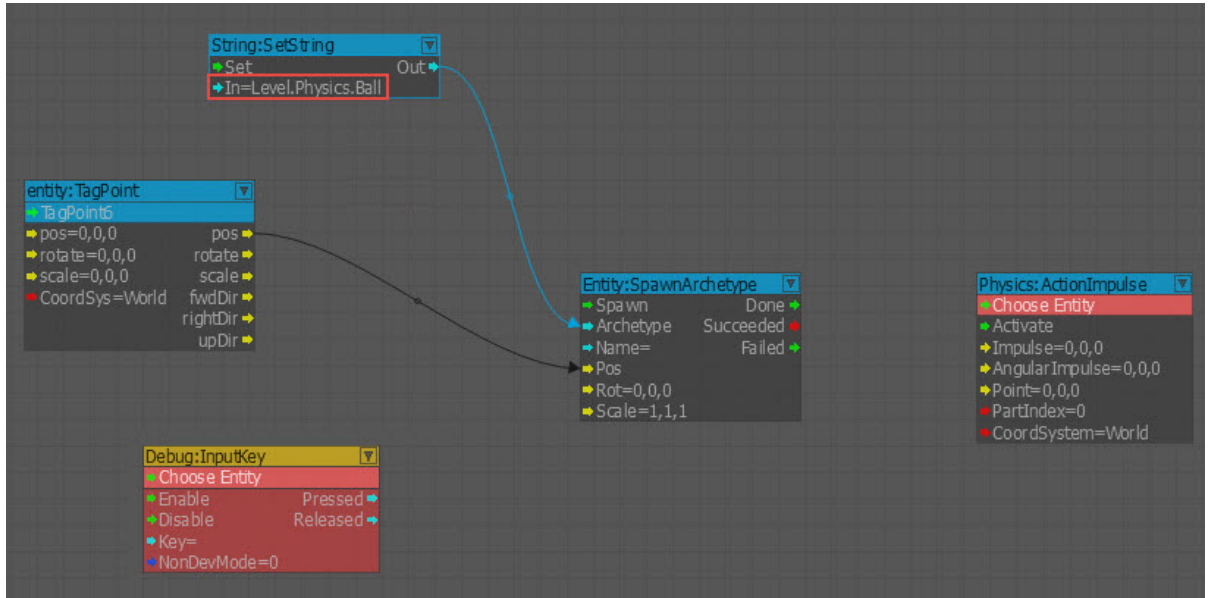 String:SetString
Set Out
In=Level.Physics.Ball
entity:TagPoint
TagPoint6
pos=0,0,0 pos
rotate=0,0,0 rotate
scale=0,0,0 scale
CoordSys=World fwdDir
rightDir
upDir
Entity:SpawnArchetype
Spawn Done
Archetype Succeeded
Name= Failed
Pos
Rot=0,0,0
Scale=1,1,1
Physics:ActionImpulse
Choose Entity
Activate
Impulse=0,0,0
AngularImpulse=0,0,0
Point=0,0,0
PartIndex=0
CoordSystem=World
Debug:InputKey
Choose Entity
Enable Pressed
Disable Released
Key=
NonDevMode=0